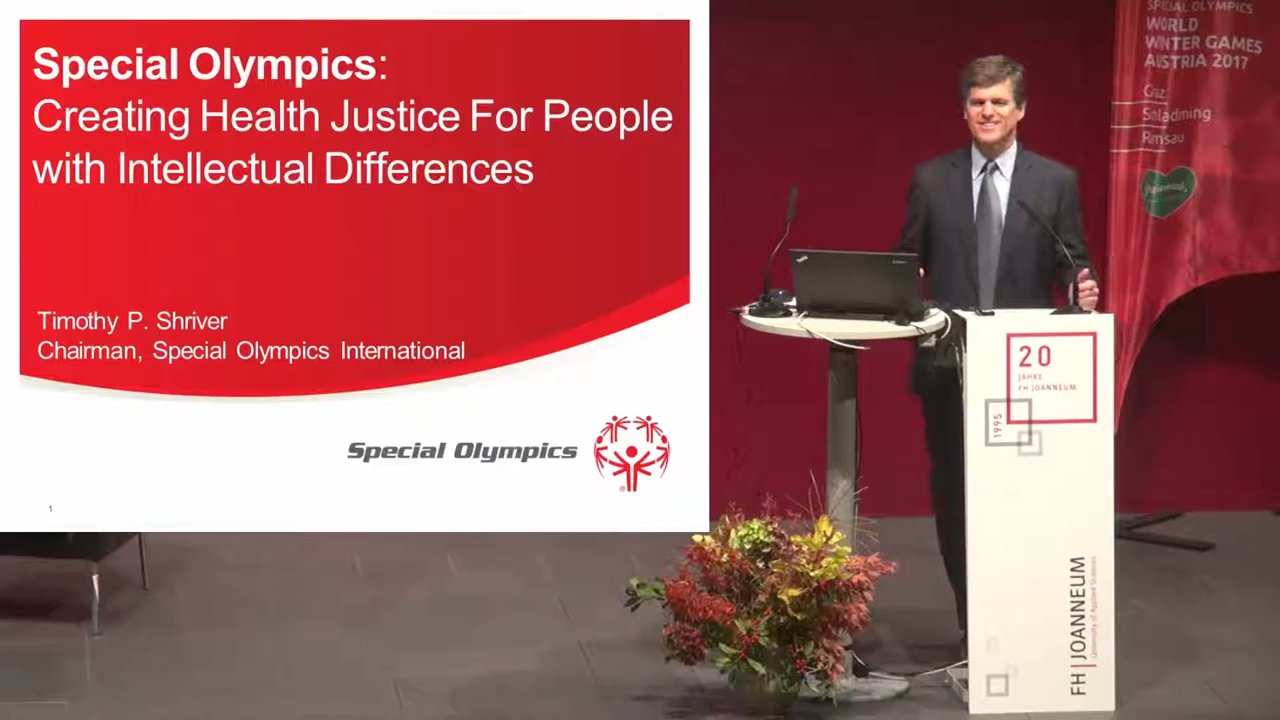 Special Olympics:
Creating Health Justice For People
with Intellectual Differences
Timothy P. Shriver
Chairman, Special Olympics International
Special Olympics
1
SPECIAL OLYMPICS
WORLD
WINTER GAMES
AUSTRIA 2017
Graz
Schladming
Ramsau
20
JAHRE
FH JOANNEUM
1995
FH | JOANNEUM
University of Applied Sciences